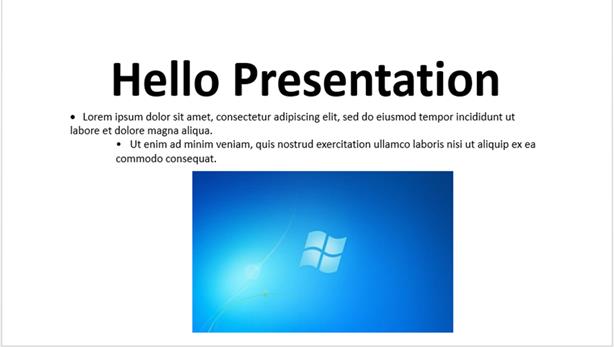 Hello Presentation
• Lorem ipsum dolor sit amet, consectetur adipiscing elit, sed do eiusmod tempor incididunt ut
labore et dolore magna aliqua.
• Ut enim ad minim veniam, quis nostrud exercitation ullamco laboris nisi ut aliquip ex ea
commodo consequat.